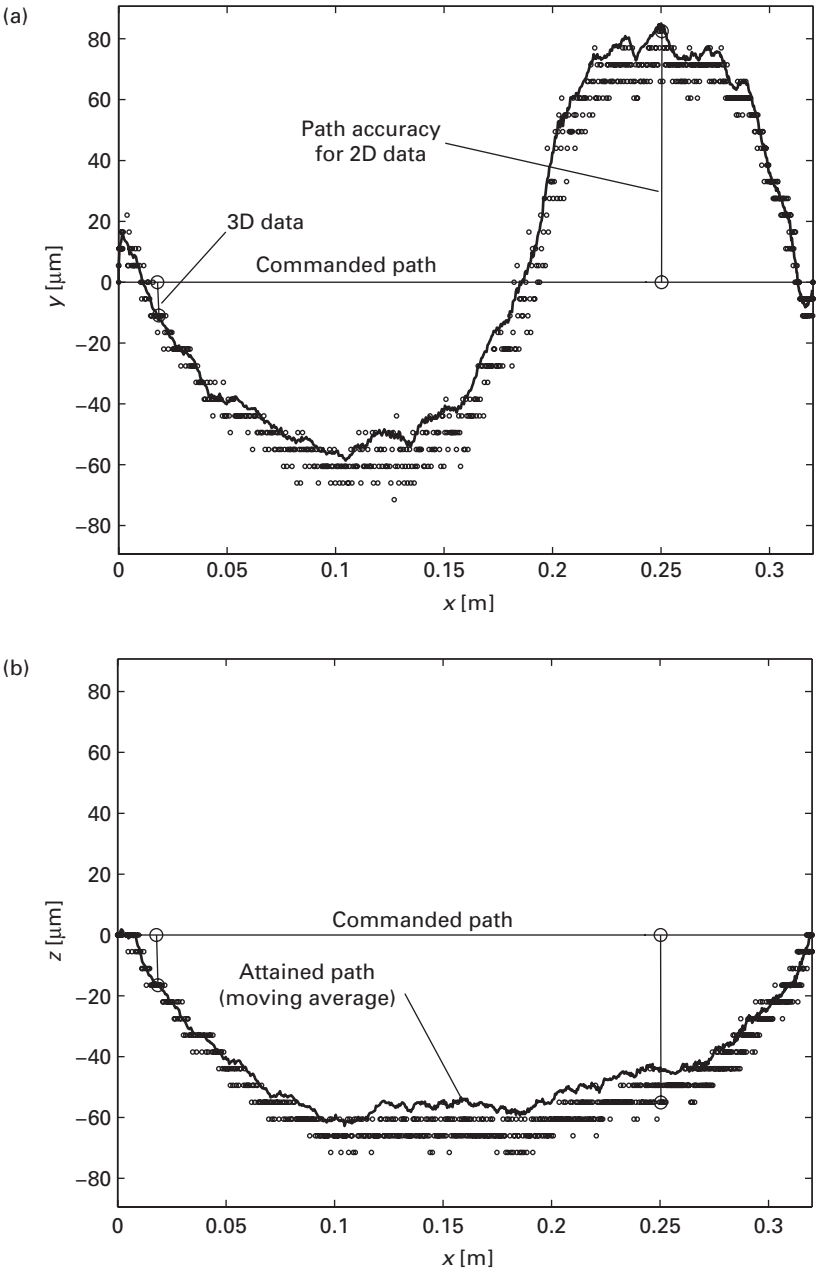 (a)
80
60
40
20
0
−20
−40
−60
−80
y [μm]
Path accuracy
for 2D data
3D data
Commanded path
0
0.05
0.1
0.15
0.2
0.25
0.3
x [m]
(b)
80
60
40
20
0
−20
−40
−60
−80
z [μm]
Commanded path
Attained path
(moving average)
0
0.05
0.1
0.15
0.2
0.25
0.3
x [m]